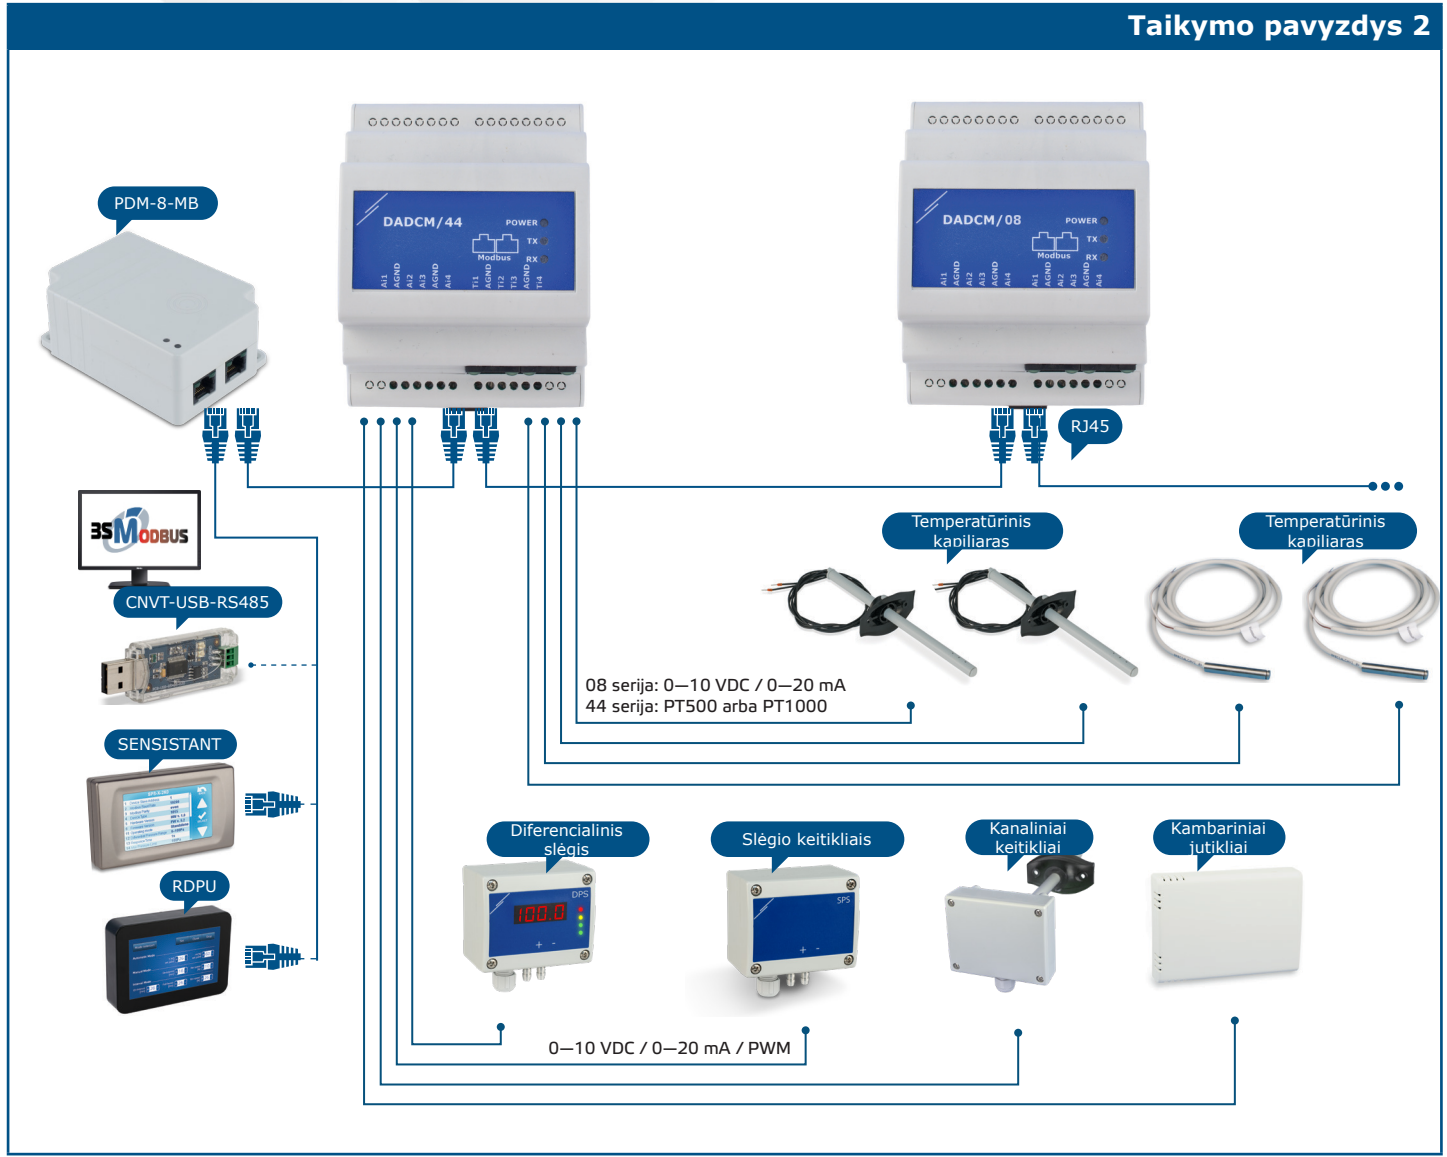 Taikymo pavyzdys 2
PDM-8-MB
DADCM/44
POWER
TX
RX
Modbus
Ai1
AGND
Ai2
Ai3
AGND
Ai4
Ti1
AGND
Ti2
Ti3
AGND
Ti4
DADCM/08
POWER
TX
RX
Modbus
Ai1
AGND
Ai2
Ai3
AGND
Ai4
Ai1
AGND
Ai2
Ai3
AGND
Ai4
RJ45
3SMODBUS
CNVT-USB-RS485
SENSISTANT
RDPU
Temperatūrinis
kapiliaras
Temperatūrinis
kapiliaras
08 serija: 0—10 VDC / 0—20 mA
44 serija: PT500 arba PT1000
Diferencialinis
slėgis
DPS
100.0
+ -
Slėgio keitikliais
SPS
+ -
Kanaliniai
keitikliai
Kambariniai
jutikliai
0—10 VDC / 0—20 mA / PWM